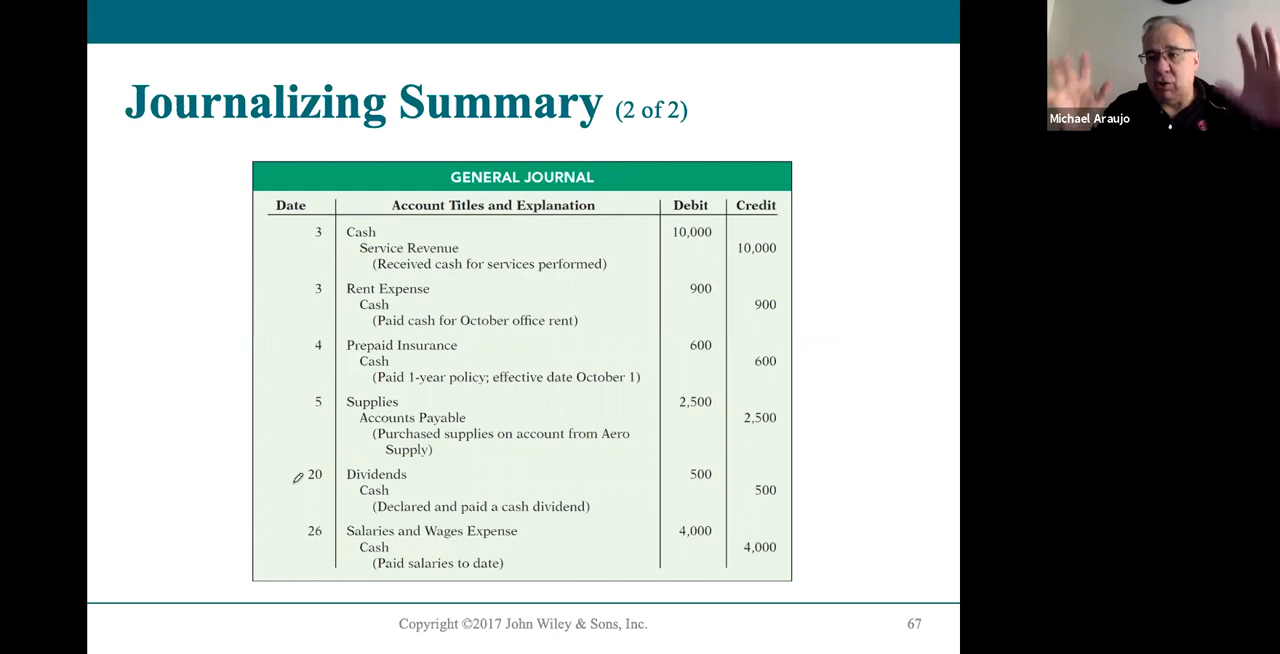 Journalizing Summary (2 of 2)
Michael Araujo
GENERAL JOURNAL
Date Account Titles and Explanation Debit Credit
3 Cash 10,000
Service Revenue 10,000
(Received cash for services performed)
3 Rent Expense 900
Cash 900
(Paid cash for October office rent)
4 Prepaid Insurance 600
Cash 600
(Paid 1-year policy; effective date October 1)
5 Supplies 2,500
Accounts Payable 2,500
(Purchased supplies on account from Aero
Supply)
20 Dividends 500
Cash 500
(Declared and paid a cash dividend)
26 Salaries and Wages Expense 4,000
Cash 4,000
(Paid salaries to date)
Copyright ©2017 John Wiley & Sons, Inc. 67